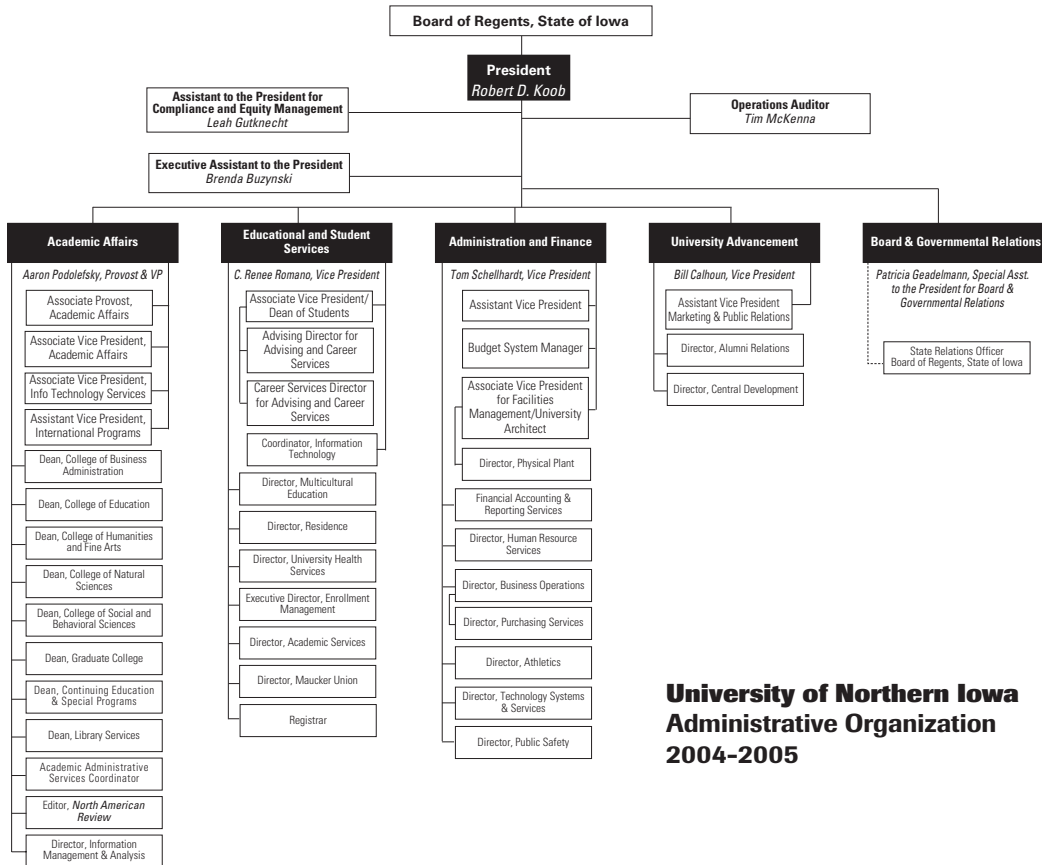 Board of Regents, State of Iowa
President
Robert D. Koob
Assistant to the President for
Compliance and Equity Management
Leah Gutknecht
Operations Auditor
Tim McKenna
Executive Assistant to the President
Brenda Buzynski
Academic Affairs
Aaron Podolefsky, Provost & VP
Associate Provost,
Academic Affairs
Associate Vice President,
Academic Affairs
Associate Vice President,
Info Technology Services
Assistant Vice President,
International Programs
Dean, College of Business
Administration
Dean, College of Education
Dean, College of Humanities
and Fine Arts
Dean, College of Natural
Sciences
Dean, College of Social and
Behavioral Sciences
Dean, Graduate College
Dean, Continuing Education
& Special Programs
Dean, Library Services
Academic Administrative
Services Coordinator
Editor, North American
Review
Director, Information
Management & Analysis
Educational and Student
Services
C. Renee Romano, Vice President
Associate Vice President/
Dean of Students
Advising Director for
Advising and Career
Services
Career Services Director
for Advising and Career
Services
Coordinator, Information
Technology
Director, Multicultural
Education
Director, Residence
Director, University Health
Services
Executive Director, Enrollment
Management
Director, Academic Services
Director, Maucker Union
Registrar
Administration and Finance
Tom Schellhardt, Vice President
Assistant Vice President
Budget System Manager
Associate Vice President
for Facilities
Management/University
Architect
Director, Physical Plant
Financial Accounting &
Reporting Services
Director, Human Resource
Services
Director, Business Operations
Director, Purchasing Services
Director, Athletics
Director, Technology Systems
& Services
Director, Public Safety
University Advancement
Bill Calhoun, Vice President
Assistant Vice President
Marketing & Public Relations
Director, Alumni Relations
Director, Central Development
Board & Governmental Relations
Patricia Geadelmann, Special Asst.
to the President for Board &
Governmental Relations
State Relations Officer
Board of Regents, State of Iowa
University of Northern Iowa
Administrative Organization
2004-2005